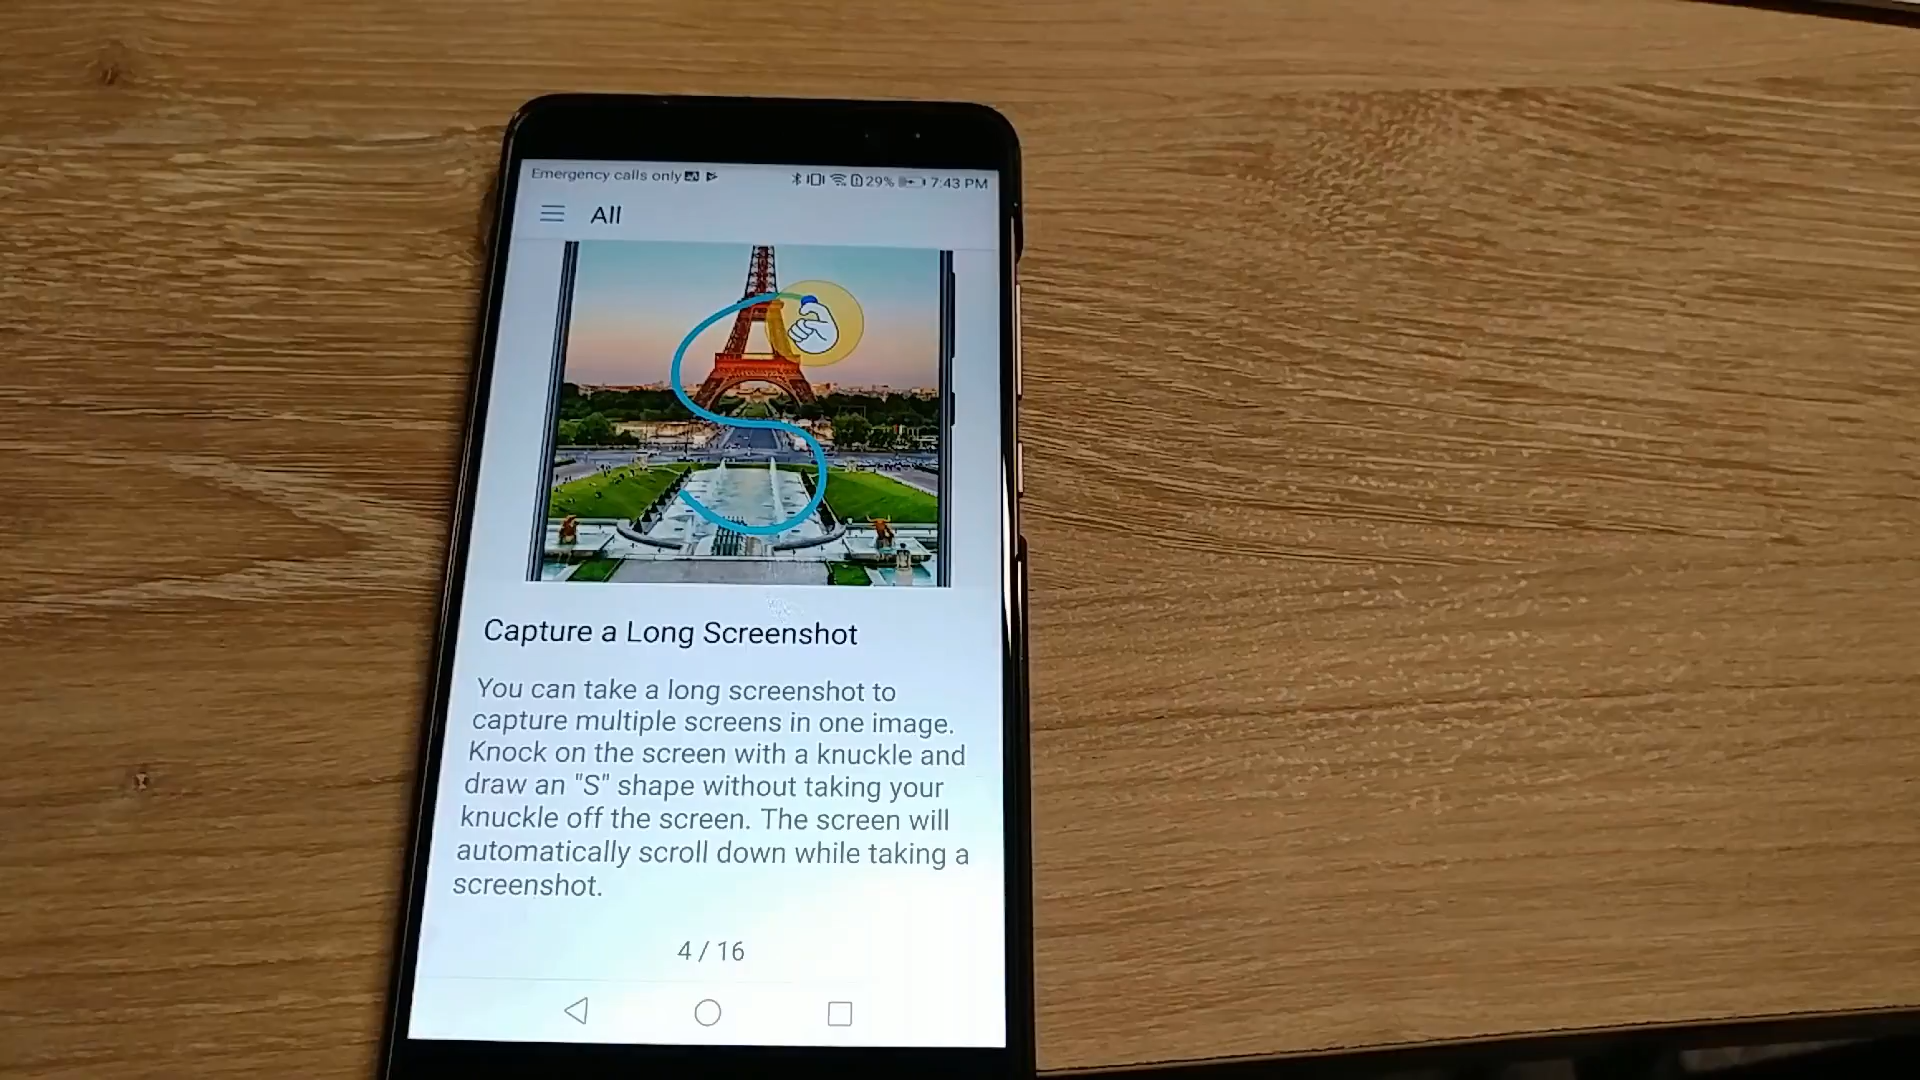 Emergency calls only 29% 7:43 PM
All
Capture a Long Screenshot
You can take a long screenshot to
capture multiple screens in one image.
Knock on the screen with a knuckle and
draw an "S" shape without taking your
knuckle off the screen. The screen will
automatically scroll down while taking a
screenshot.
4 / 16